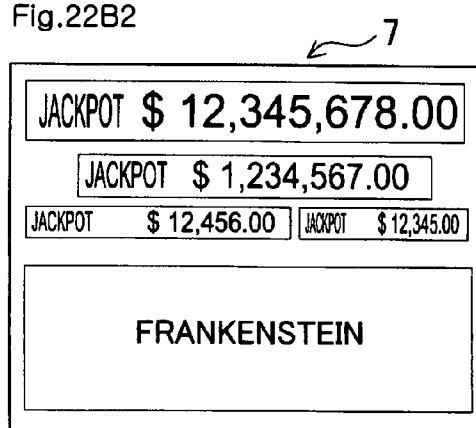 Fig.22B2
7
JACKPOT $ 12,345,678.00
JACKPOT $ 1,234,567.00
JACKPOT $ 12,456.00 JACKPOT $ 12,345.00
FRANKENSTEIN